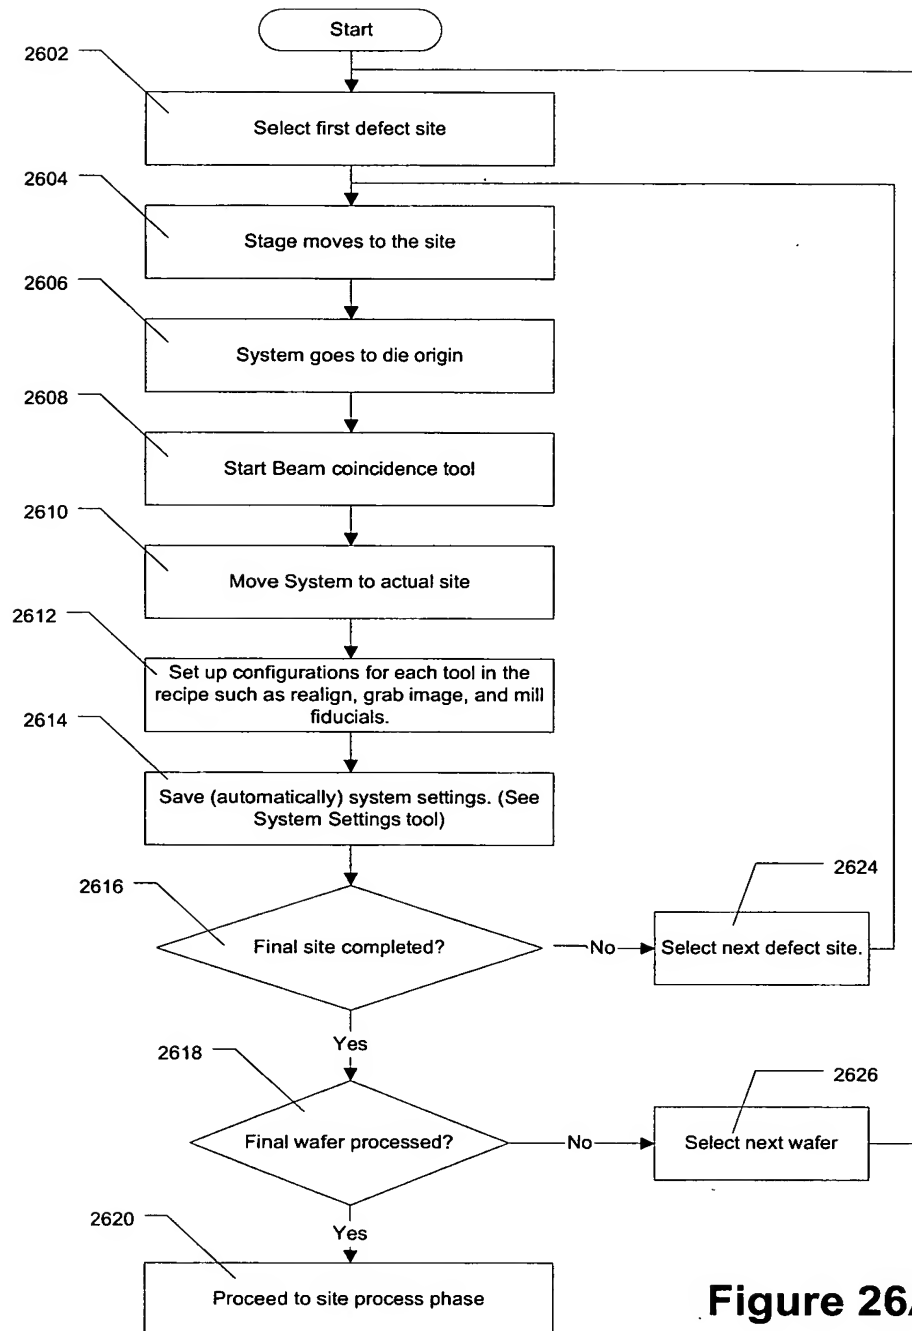 Start
2602
Select first defect site
2604
Stage moves to the site
2606
System goes to die origin
2608
Start Beam coincidence tool
2610
Move System to actual site
2612
Set up configurations for each tool in the
recipe such as realign, grab image, and mill
fiducials.
2614
Save (automatically) system settings. (See
System Settings tool)
2616
Final site completed?
No
2624
Select next defect site.
Yes
2618
Final wafer processed?
No
2626
Select next wafer
Yes
2620
Proceed to site process phase
Figure 26A